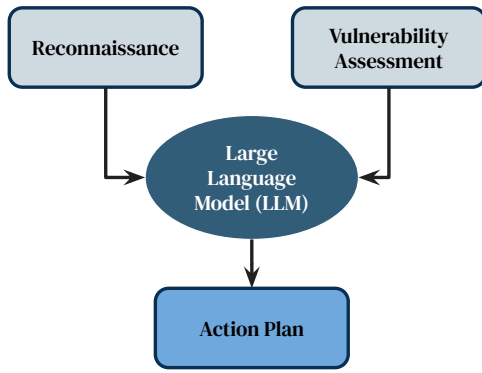 Reconnaissance
Vulnerability
Assessment
Large
Language
Model (LLM)
Action Plan